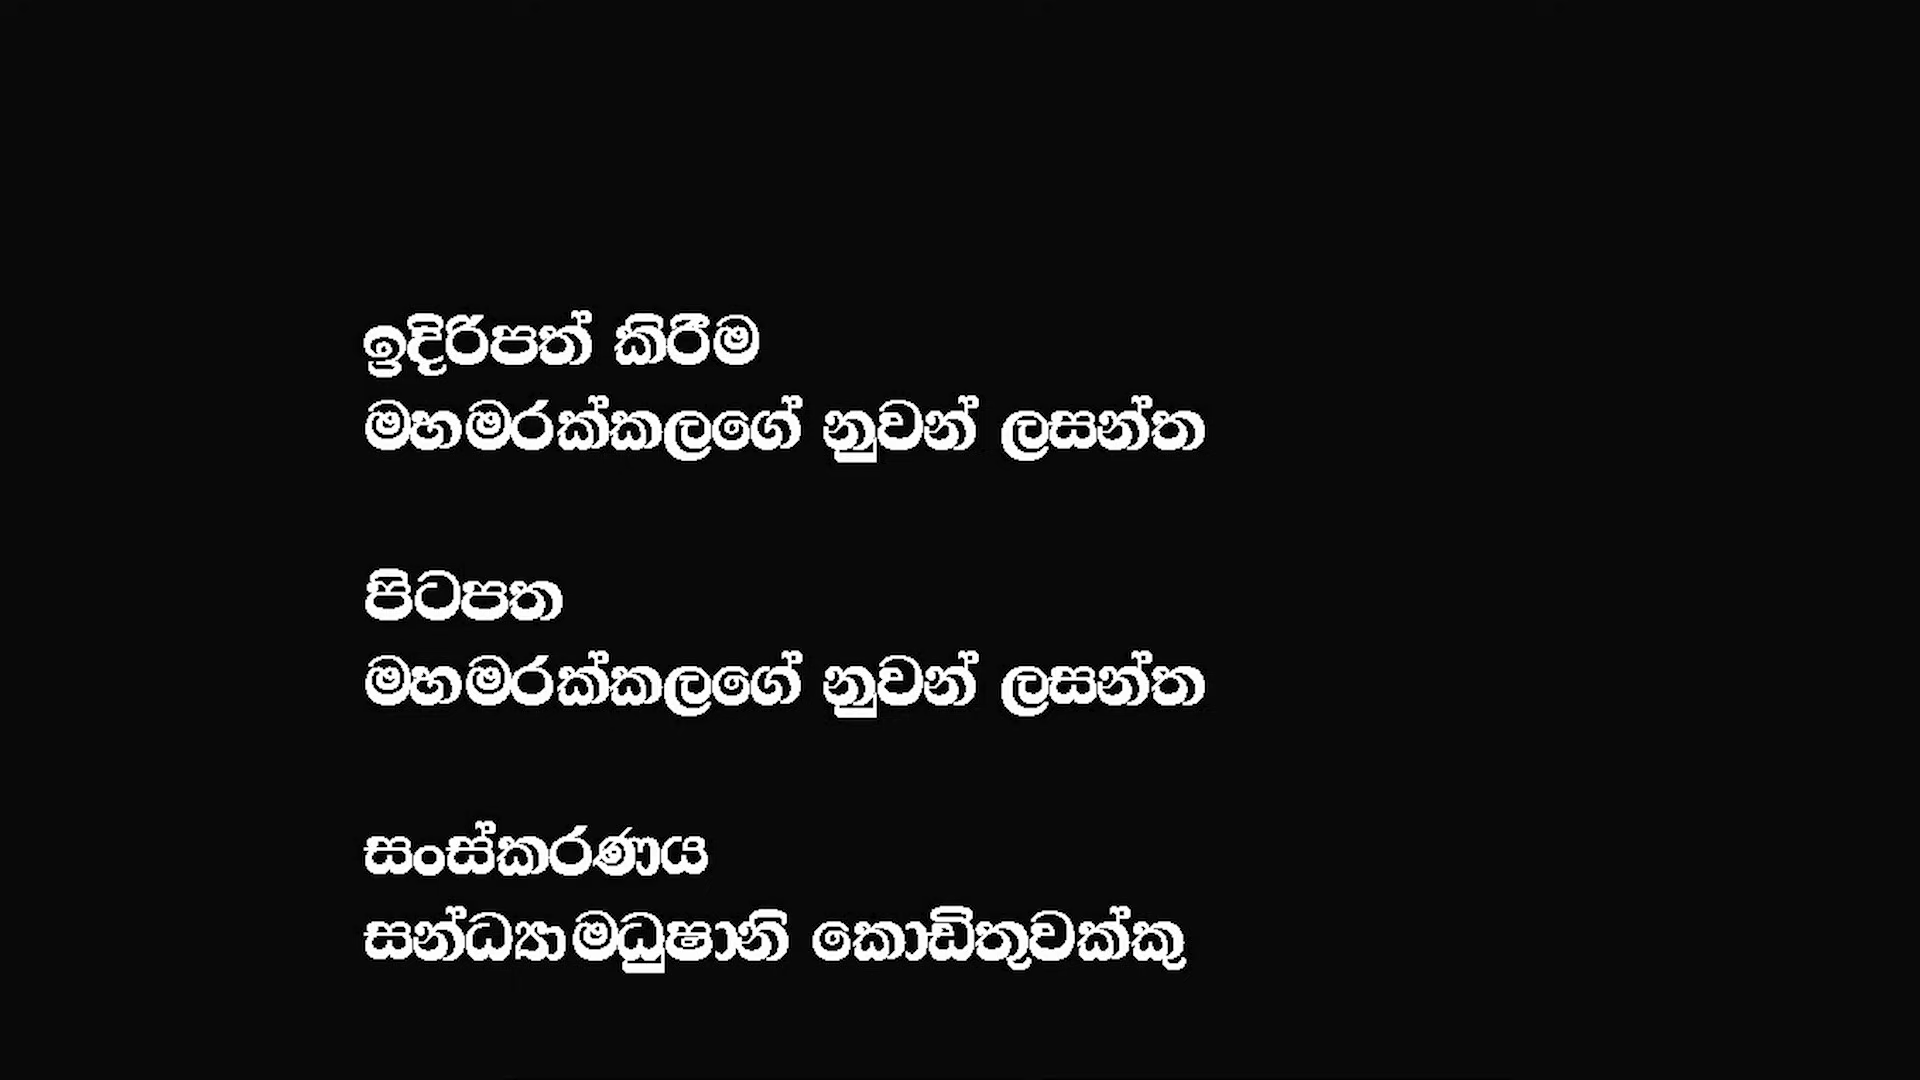 ඉදිරිපත් කිරීම
මහමරක්කලගේ නුවන් ලසන්ත
පිටපත
මහමරක්කලගේ නුවන් ලසන්ත
සංස්කරණය
සන්ධ්‍යාමධුෂානි කොඩිතුවක්කු